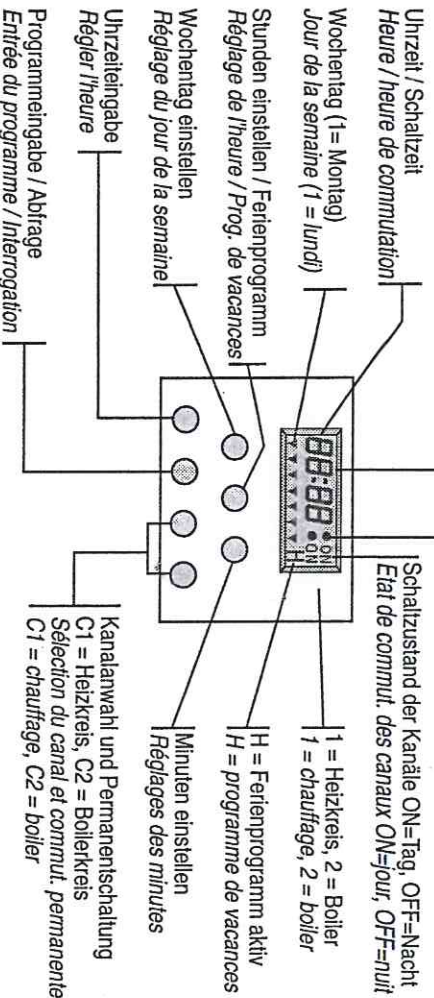 Uhrzeit / Schaltzeit
Heure / heure de commutation
Wochentag (1= Montag)
Jour de la semaine (1 = lundi)
Stunden einstellen / Ferienprogramm
Réglage de l'heure / Prog. de vacances
Wochentag einstellen
Réglage du jour de la semaine
Uhrzeiteingabe
Régler l'heure
Programmeingabe / Abfrage
Entrée du programme / Interrogation
88:88
ON
ON
H
Schaltzustand der Kanäle ON=Tag, OFF=Nacht
Etat de commut. des canaux ON=jour, OFF=nuit
1 = Heizkreis, 2 = Boiler
1 = chauffage, 2 = boiler
H = Ferienprogramm aktiv
H = programme de vacances
Minuten einstellen
Réglages des minutes
Kanalanwahl und Permanentschaltung
C1 = Heizkreis, C2 = Boilerkreis
Sélection du canal et commut. permanente
C1 = chauffage, C2 = boiler